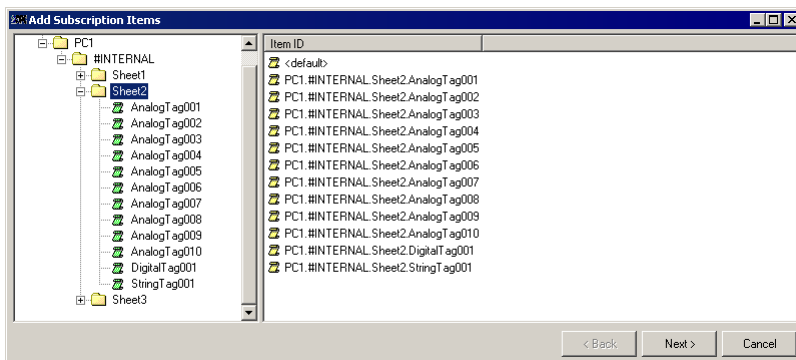 Add Subscription Items
PC1
#INTERNAL
Sheet1
Sheet2
AnalogTag001
AnalogTag002
AnalogTag003
AnalogTag004
AnalogTag005
AnalogTag006
AnalogTag007
AnalogTag008
AnalogTag009
AnalogTag010
DigitalTag001
StringTag001
Sheet3
Item ID
<default>
PC1.#INTERNAL.Sheet2.AnalogTag001
PC1.#INTERNAL.Sheet2.AnalogTag002
PC1.#INTERNAL.Sheet2.AnalogTag003
PC1.#INTERNAL.Sheet2.AnalogTag004
PC1.#INTERNAL.Sheet2.AnalogTag005
PC1.#INTERNAL.Sheet2.AnalogTag006
PC1.#INTERNAL.Sheet2.AnalogTag007
PC1.#INTERNAL.Sheet2.AnalogTag008
PC1.#INTERNAL.Sheet2.AnalogTag009
PC1.#INTERNAL.Sheet2.AnalogTag010
PC1.#INTERNAL.Sheet2.DigitalTag001
PC1.#INTERNAL.Sheet2.StringTag001
< Back
Next >
Cancel